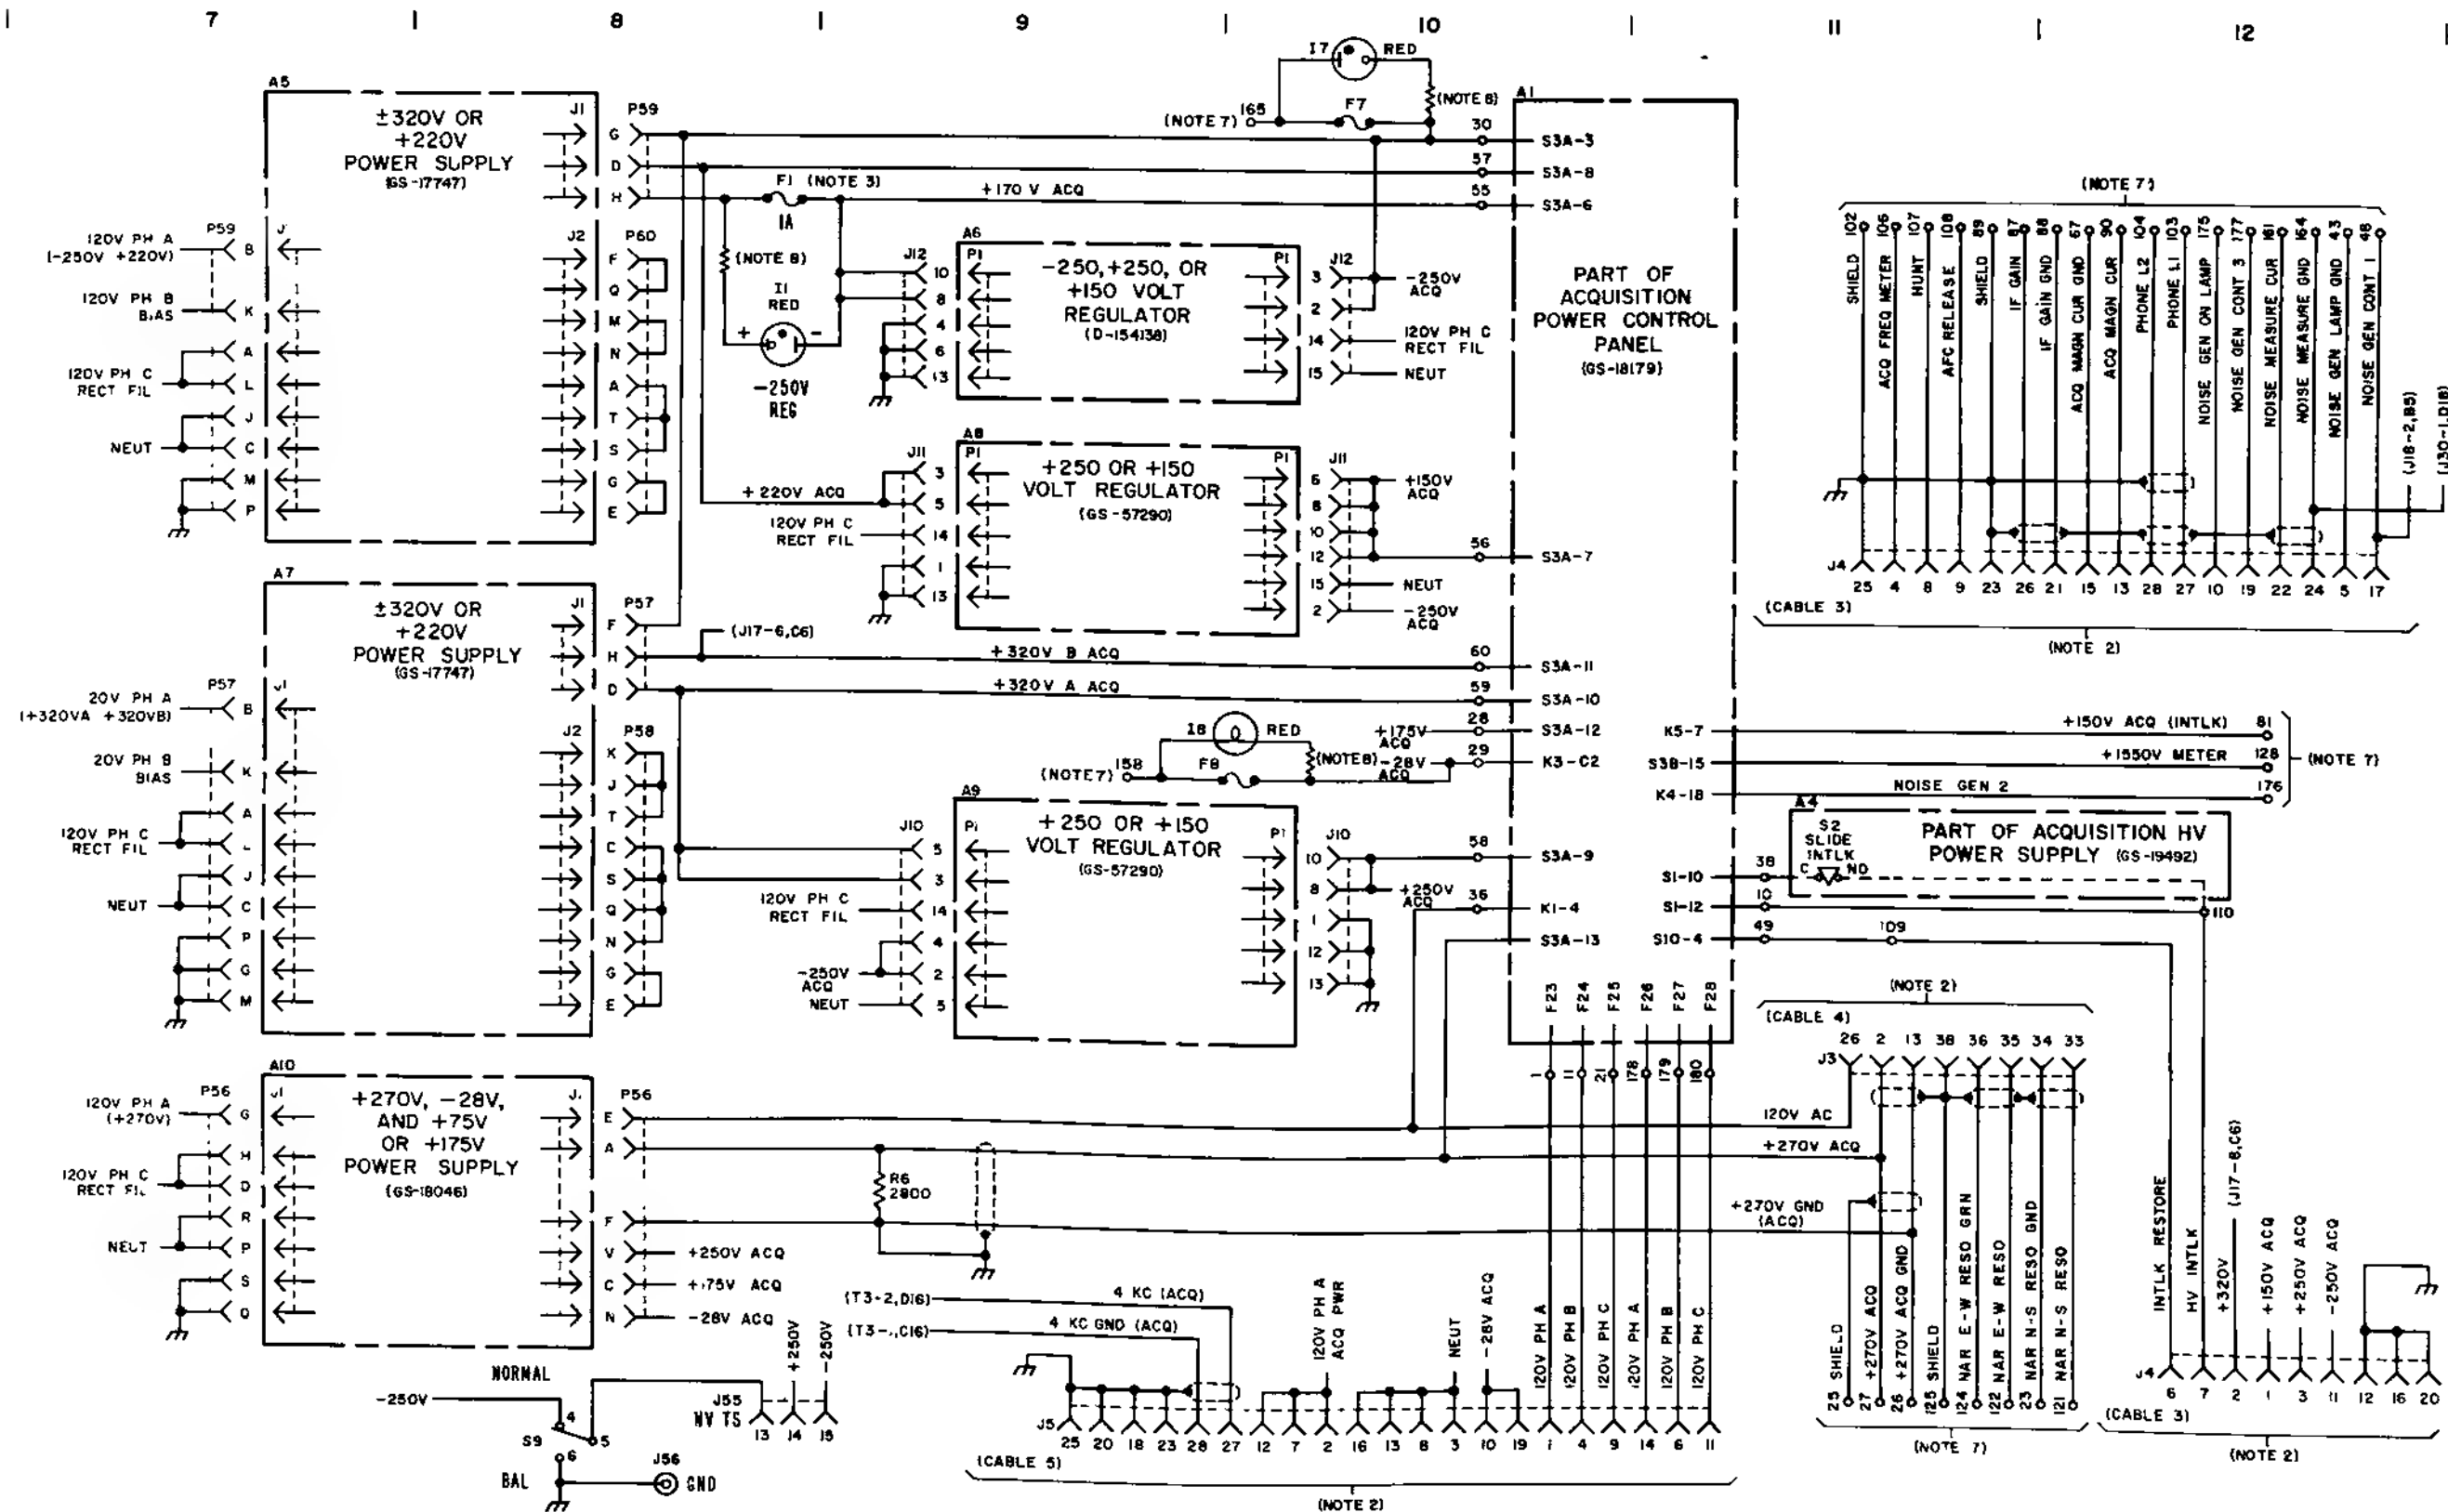 7 8 9 10 11 12
A5
±320V OR
+220V
POWER SUPPLY
(GS-17747)
J1
P59
G
D
H
J2
P60
F
Q
M
N
A
T
S
G
E
120V PH A
(-250V +220V)
P59
B
120V PH B
BIAS
K
A
120V PH C
RECT FIL
L
J
NEUT
C
M
P
F1 (NOTE 3)
1A
+170 V ACQ
(NOTE 8)
I1
RED
+ -
-250V
REG
I7 RED
(NOTE 7) 165
F7
(NOTE 8)
A6
-250, +250, OR
+150 VOLT
REGULATOR
(D-154138)
J12
P1
10
8
4
6
13
P1
J12
3
2
14
15
-250V
ACQ
120V PH C
RECT FIL
NEUT
A8
+250 OR +150
VOLT REGULATOR
(GS-57290)
J11
P1
3
5
14
1
13
+220V ACQ
120V PH C
RECT FIL
P1
J11
6
8
10
12
15
2
+150V
ACQ
NEUT
-250V
ACQ
A1
30 S3A-3
57 S3A-8
55 S3A-6
PART OF
ACQUISITION
POWER CONTROL
PANEL
(GS-18179)
56 S3A-7
60 S3A-11
59 S3A-10
28 S3A-12
29 K3-C2
58 S3A-9
36 K1-4
S3A-13
K5-7
S3B-15
K4-18
S1-10
S1-12
S10-4
F23 F24 F25 F26 F27 F28
1 11 21 178 179 180
A7
±320V OR
+220V
POWER SUPPLY
(GS-17747)
J1
P57
F
H
D
J2
P58
K
J
T
C
S
Q
N
G
E
20V PH A
(+320VA +320VB)
P57
B
20V PH B
BIAS
K
A
120V PH C
RECT FIL
J
NEUT
C
P
G
M
(J17-6,C6)
+320V B ACQ
+320V A ACQ
+175V
ACQ
-28V
ACQ
I8 RED
(NOTE 7) 158
F8
(NOTE 8)
A9
+250 OR +150
VOLT REGULATOR
(GS-57290)
J10
5
3
14
4
2
5
120V PH C
RECT FIL
-250V
ACQ
NEUT
P1
J10
10
8
1
12
13
+250V
ACQ
A10
+270V, -28V,
AND +75V
OR +175V
POWER SUPPLY
(GS-18046)
P56
120V PH A
(+270V)
G
H
120V PH C
RECT FIL
D
R
NEUT
P
S
Q
P56
E
A
F
V +250V ACQ
C
N -28V ACQ
R6
2800
120V AC
+270V ACQ
+270V GND
(ACQ)
NORMAL
-250V
4
S9
5
6
BAL
J56
GND
J55
NV TS
13 14 15
+250V
-250V
(T3-2,D16) 4 KC (ACQ)
4 KC GND (ACQ)
120V PH A
ACQ PWR
NEUT
-28V ACQ
120V PH A
120V PH B
120V PH C
120V PH A
120V PH B
120V PH C
J5
25 20 18 23 28 27 12 7 2 16 13 8 3 10 19 1 4 9 14 6 11
(CABLE 5)
(NOTE 2)
(NOTE 7)
102 106 107 108 89 87 88 67 90 104 103 175 177 161 164 43 48
SHIELD
ACQ FREQ METER
HUNT
AFC RELEASE
SHIELD
IF GAIN
IF GAIN GND
ACQ MAGN CUR GND
ACQ MAGN CUR
PHONE L2
PHONE L1
NOISE GEN ON LAMP
NOISE GEN CONT 3
NOISE MEASURE CUR
NOISE MEASURE GND
NOISE GEN LAMP GND
NOISE GEN CONT 1
(J18-2,B5)
(J30-1,D18)
J4
25 4 8 9 23 26 21 15 13 28 27 10 19 22 24 5 17
(CABLE 3)
(NOTE 2)
+150V ACQ (INTLK) 81
+1550V METER 128
NOISE GEN 2 176
(NOTE 7)
A4
S2
SLIDE
INTLK
C NO
PART OF ACQUISITION HV
POWER SUPPLY (GS-19492)
38
10
49
109
110
(NOTE 2)
(CABLE 4)
J3
26 2 13 38 36 35 34 33
SHIELD
+270V ACQ
+270V ACQ GND
SHIELD
NAR E-W RESO GRN
NAR E-W RESO
NAR N-S RESO GND
NAR N-S RESO
25 27 26 125 124 122 23 121
(NOTE 7)
INTLK RESTORE
HV INTLK
+320V
(J17-6,C6)
+150V ACQ
+250V ACQ
-250V ACQ
J4
6 7 2 1 3 11 12 16 20
(CABLE 3)
(NOTE 2)